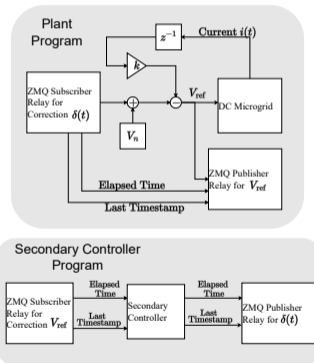 Plant
Program
z⁻¹
Current i(t)
k
ZMQ Subscriber
Relay for
Correction δ(t)
V_ref
DC Microgrid
V_n
ZMQ Publisher
Relay for V_ref
Elapsed Time
Last Timestamp
Secondary Controller
Program
ZMQ Subscriber
Relay for
Correction V_ref
Elapsed
Time
Last
Timestamp
Secondary
Controller
Elapsed
Time
Last
Timestamp
ZMQ Publisher
Relay for δ(t)